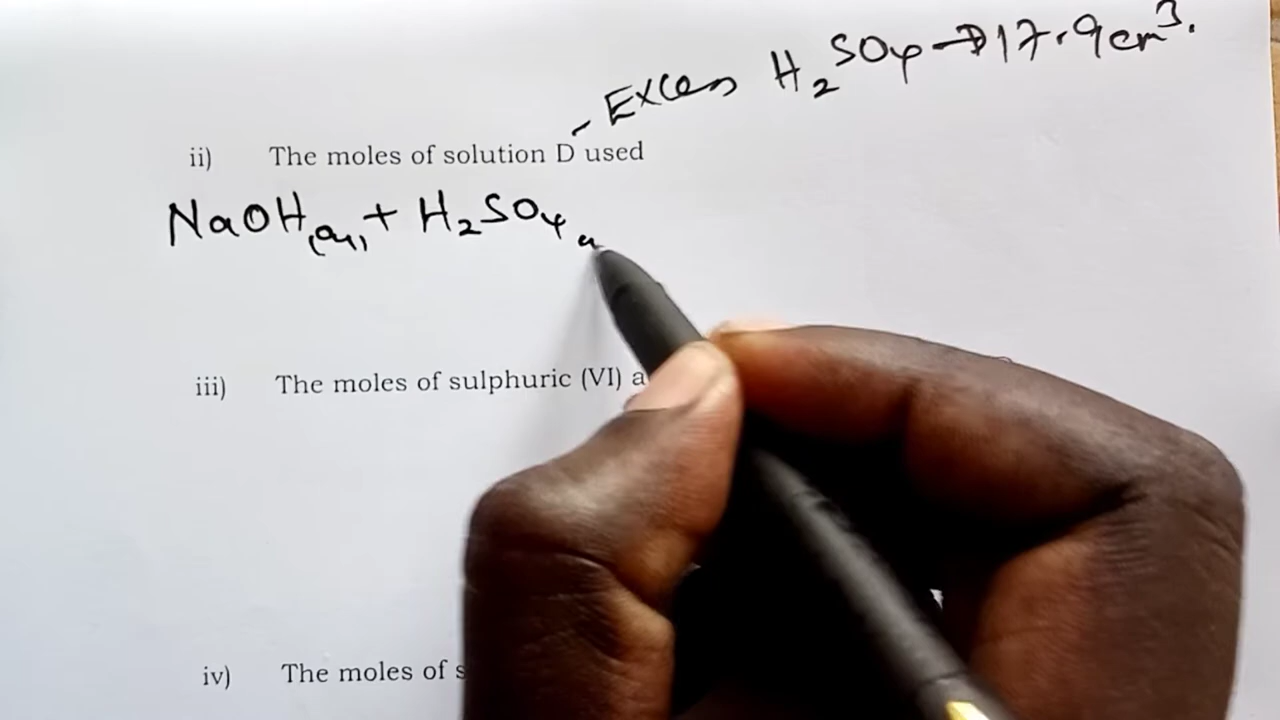 - Excess H₂SO₄ → 17.9cm³.
ii) The moles of solution D used
NaOH(aq) + H₂SO₄
iii) The moles of sulphuric (VI) a
iv) The moles of s